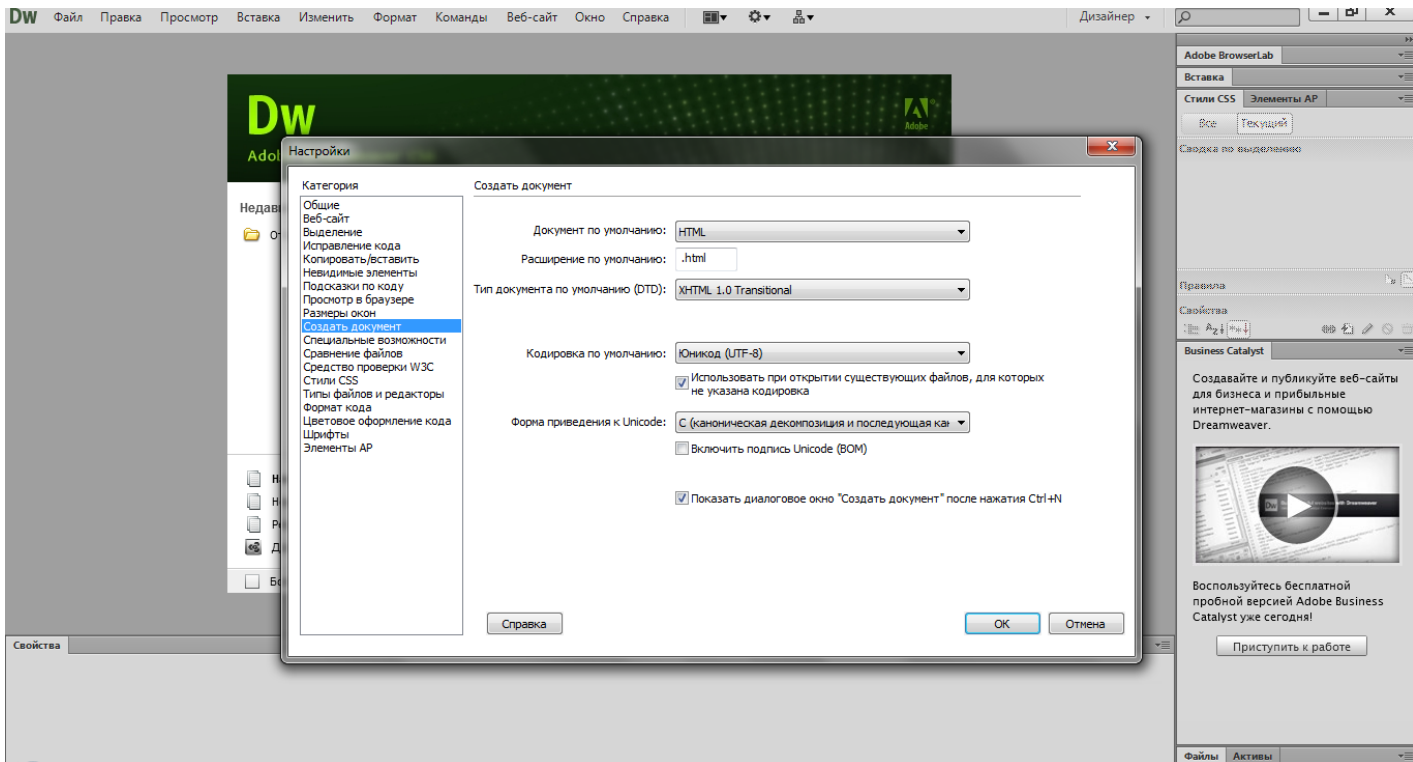 DW Файл Правка Просмотр Вставка Изменить Формат Команды Веб-сайт Окно Справка Дизайнер
Adobe BrowserLab
Вставка
Стили CSS Элементы AP
Все Текущий
Сводка по выделению
Правила
Свойства
Business Catalyst
Создавайте и публикуйте веб-сайты
для бизнеса и прибыльные
интернет-магазины с помощью
Dreamweaver.
Воспользуйтесь бесплатной
пробной версией Adobe Business
Catalyst уже сегодня!
Приступить к работе
Файлы Активы
Dw
Adobe
Настройки
Категория
Общие
Веб-сайт
Выделение
Исправление кода
Копировать/вставить
Невидимые элементы
Подсказки по коду
Просмотр в браузере
Размеры окон
Создать документ
Специальные возможности
Сравнение файлов
Средство проверки W3C
Стили CSS
Типы файлов и редакторы
Формат кода
Цветовое оформление кода
Шрифты
Элементы AP
Создать документ
Документ по умолчанию: HTML
Расширение по умолчанию: .html
Тип документа по умолчанию (DTD): XHTML 1.0 Transitional
Кодировка по умолчанию: Юникод (UTF-8)
Использовать при открытии существующих файлов, для которых
не указана кодировка
Форма приведения к Unicode: C (каноническая декомпозиция и последующая кан
Включить подпись Unicode (BOM)
Показать диалоговое окно "Создать документ" после нажатия Ctrl+N
Справка OK Отмена
Свойства